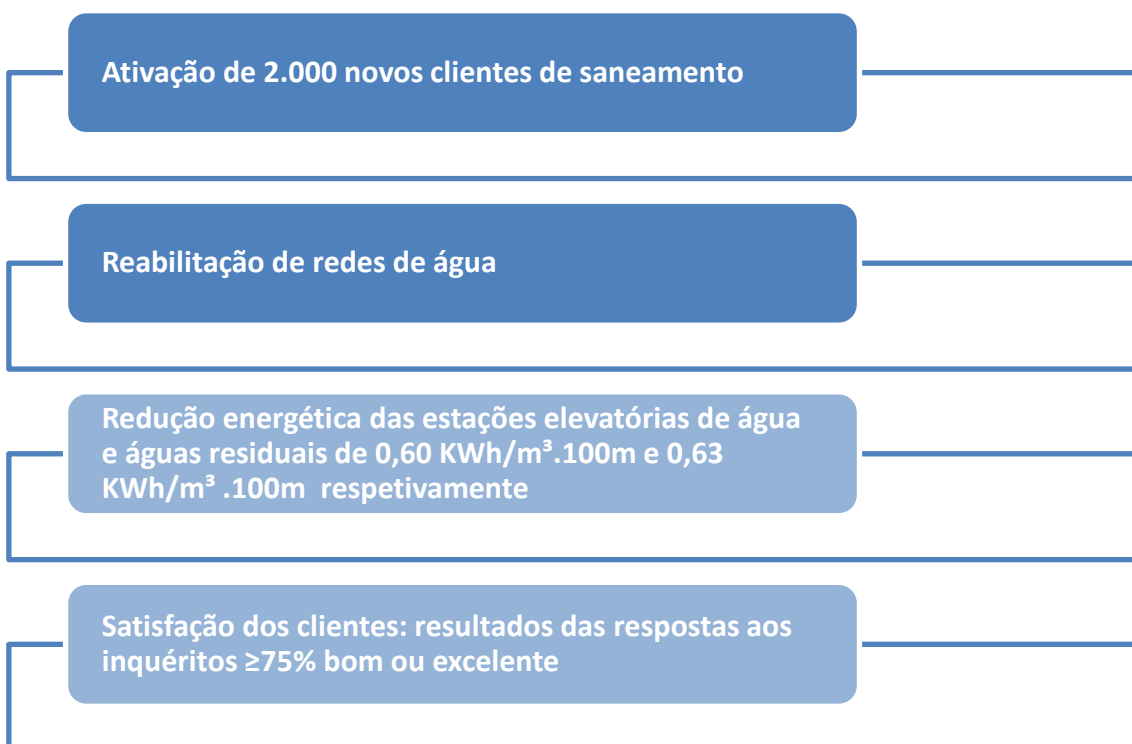 Ativação de 2.000 novos clientes de saneamento
Reabilitação de redes de água
Redução energética das estações elevatórias de água
e águas residuais de 0,60 KWh/m³.100m e 0,63
KWh/m³ .100m  respetivamente
Satisfação dos clientes: resultados das respostas aos
inquéritos ≥75% bom ou excelente